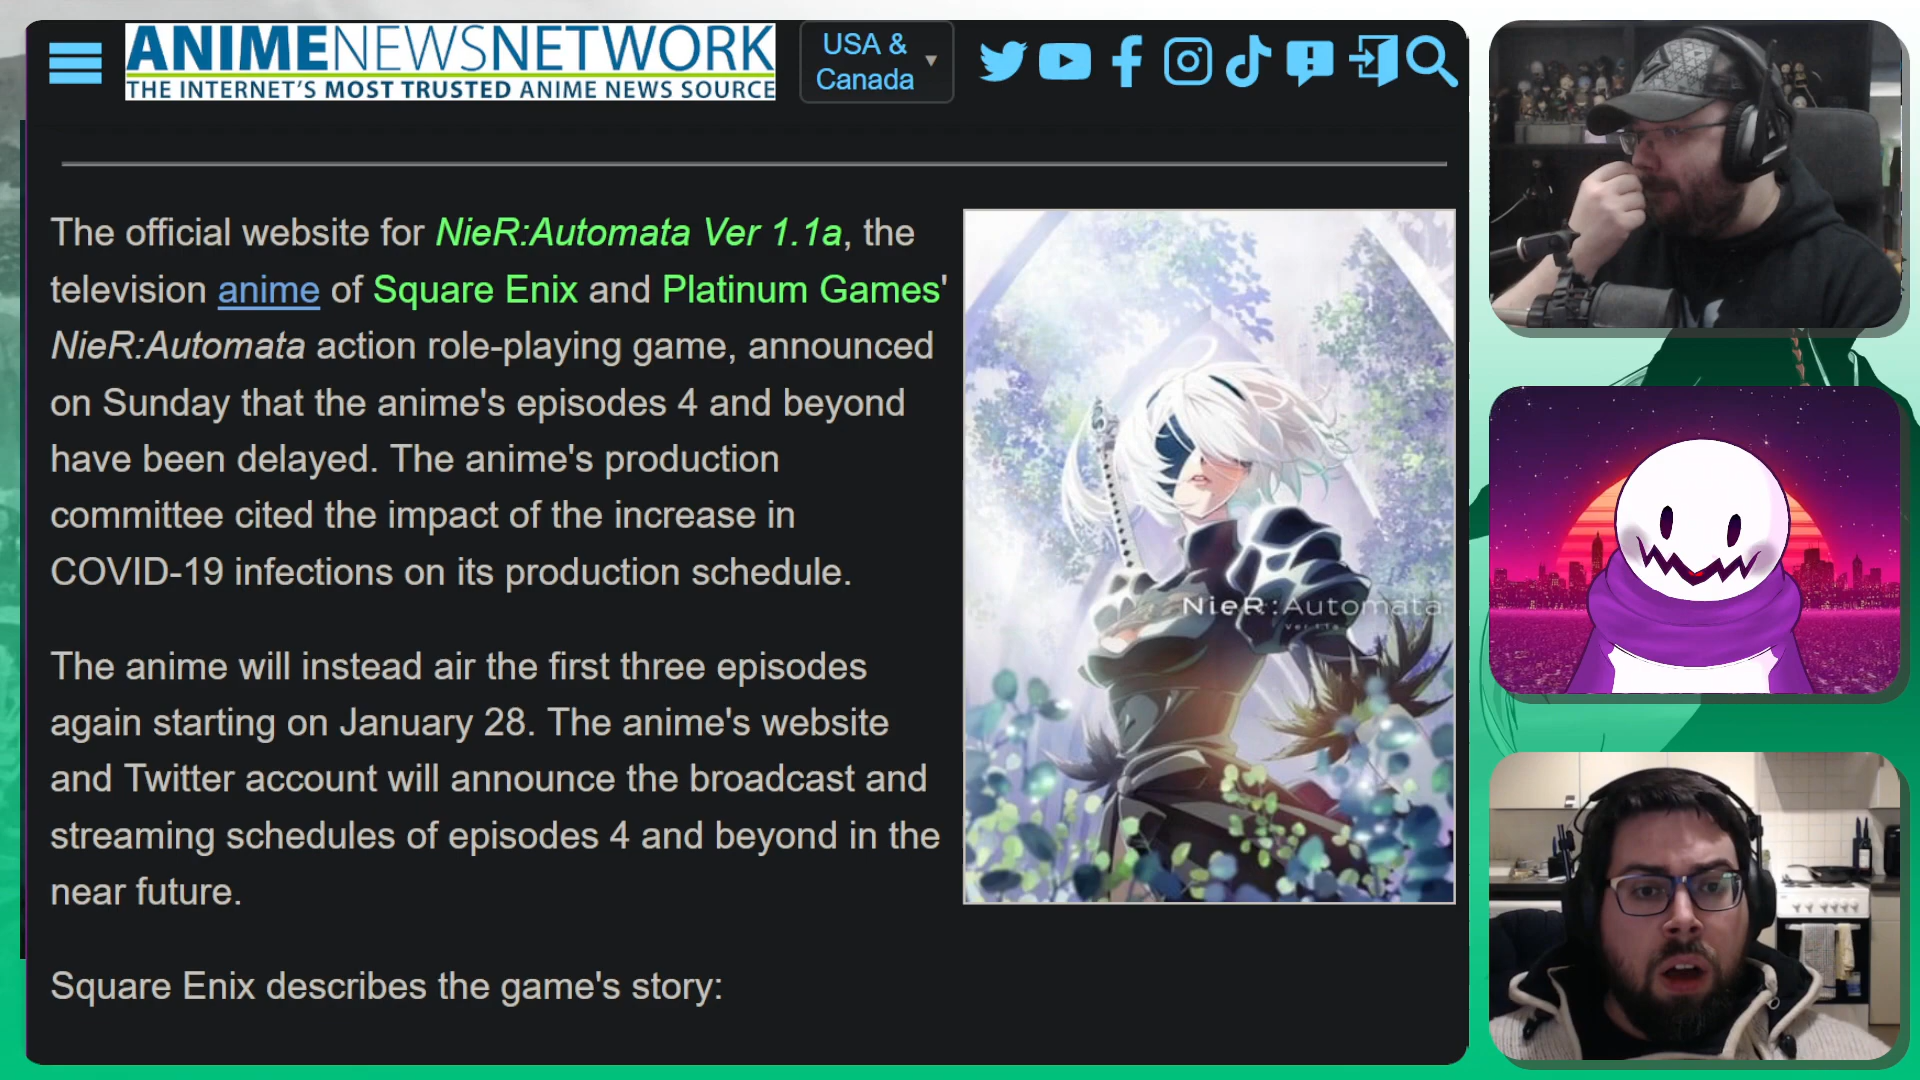 ANIMENEWSNETWORK
THE INTERNET'S MOST TRUSTED ANIME NEWS SOURCE
USA &
Canada
The official website for NieR:Automata Ver 1.1a, the
television anime of Square Enix and Platinum Games'
NieR:Automata action role-playing game, announced
on Sunday that the anime's episodes 4 and beyond
have been delayed. The anime's production
committee cited the impact of the increase in
COVID-19 infections on its production schedule.
The anime will instead air the first three episodes
again starting on January 28. The anime's website
and Twitter account will announce the broadcast and
streaming schedules of episodes 4 and beyond in the
near future.
Square Enix describes the game's story:
NieR:Automata
Ver1.1a